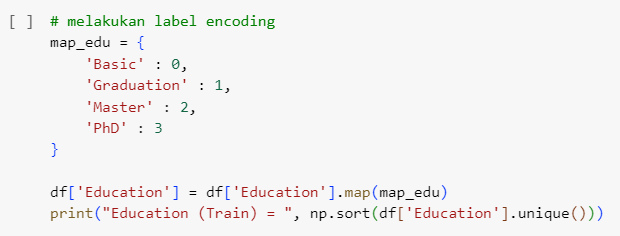 [ ] # melakukan label encoding
map_edu = {
    'Basic' : 0,
    'Graduation' : 1,
    'Master' : 2,
    'PhD' : 3
}

df['Education'] = df['Education'].map(map_edu)
print("Education (Train) = ", np.sort(df['Education'].unique()))